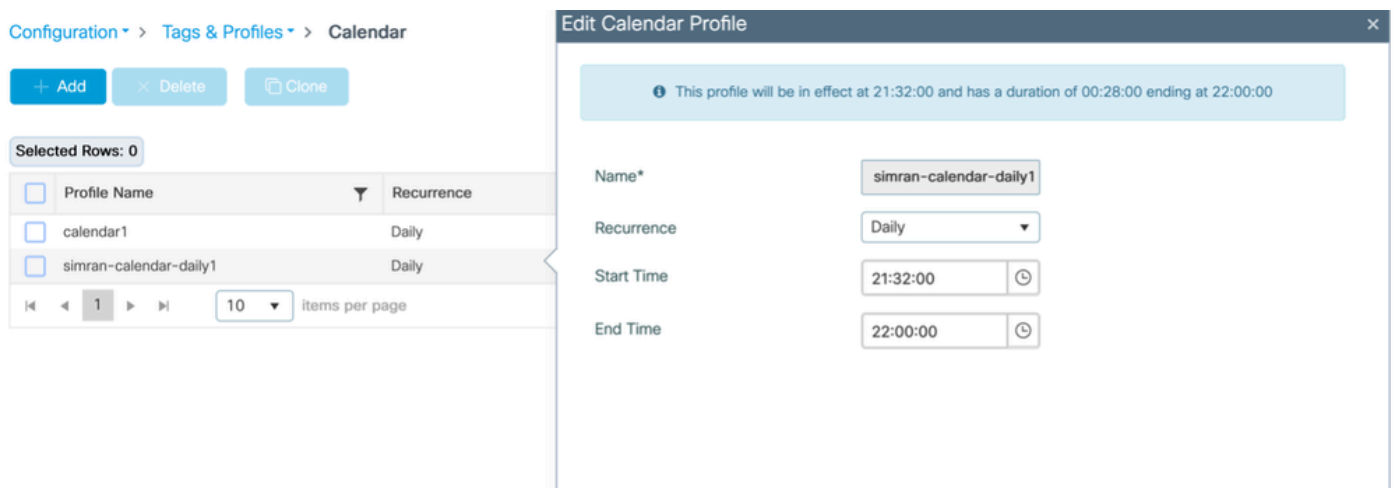 Configuration > Tags & Profiles > Calendar
+ Add
× Delete
Clone
Selected Rows: 0
Profile Name
Recurrence
calendar1
Daily
simran-calendar-daily1
Daily
1
10
items per page
Edit Calendar Profile
×
This profile will be in effect at 21:32:00 and has a duration of 00:28:00 ending at 22:00:00
Name*
simran-calendar-daily1
Recurrence
Daily
Start Time
21:32:00
End Time
22:00:00